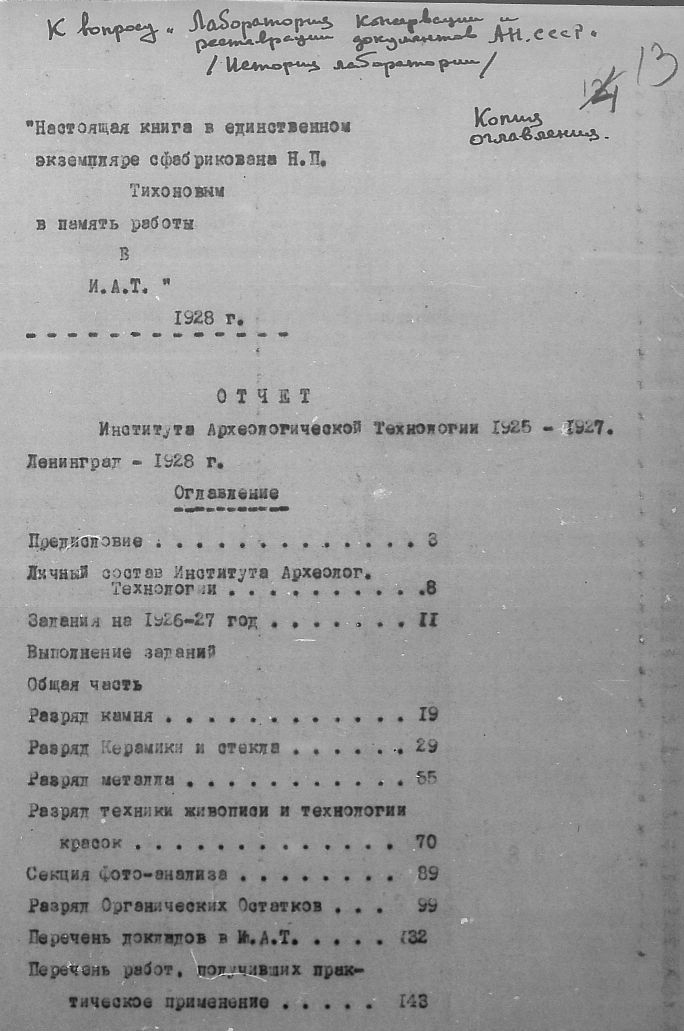 К вопросу „Лаборатория Консервации и
реставрации документов АН.СССР.
/История лаборатории/
13
Копия
оглавления.
"Настоящая книга в единственном
экземпляре сфабрикована Н.П.
Тихоновым
в память работы
в
И.А.Т. "
1928 г.
ОТЧЕТ
Института Археологической Технологии 1925 - 1927.
Ленинград - 1928 г.
Оглавление
Предисловие . . . . . . . . . . . . . 3
Личный состав Института Археолог.
Технологии . . . . . . . . . . .8
Задания на 1926-27 год . . . . . . . 11
Выполнение заданий
Общая часть
Разряд камня . . . . . . . . . . . . 19
Разряд Керамики и стекла . . . . . . 29
Разряд металла . . . . . . . . . . . 55
Разряд техники живописи и технологии
красок . . . . . . . . . . . . . 70
Секция фото-анализа . . . . . . . . 89
Разряд Органических Остатков . . . 99
Перечень докладов в И.А.Т. . . . . 132
Перечень работ, получивших прак-
тическое применение . . . . . 143